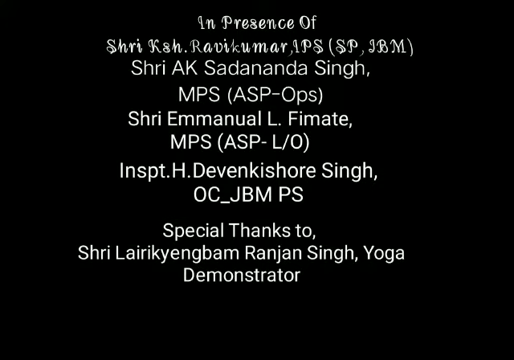 In Presence Of
Shri Ksh.Ravikumar,IPS (SP, JBM)
Shri AK Sadananda Singh,
MPS (ASP-Ops)
Shri Emmanual L. Fimate,
MPS (ASP- L/O)
Inspt.H.Devenkishore Singh,
OC_JBM PS
Special Thanks to,
Shri Lairikyengbam Ranjan Singh, Yoga
Demonstrator